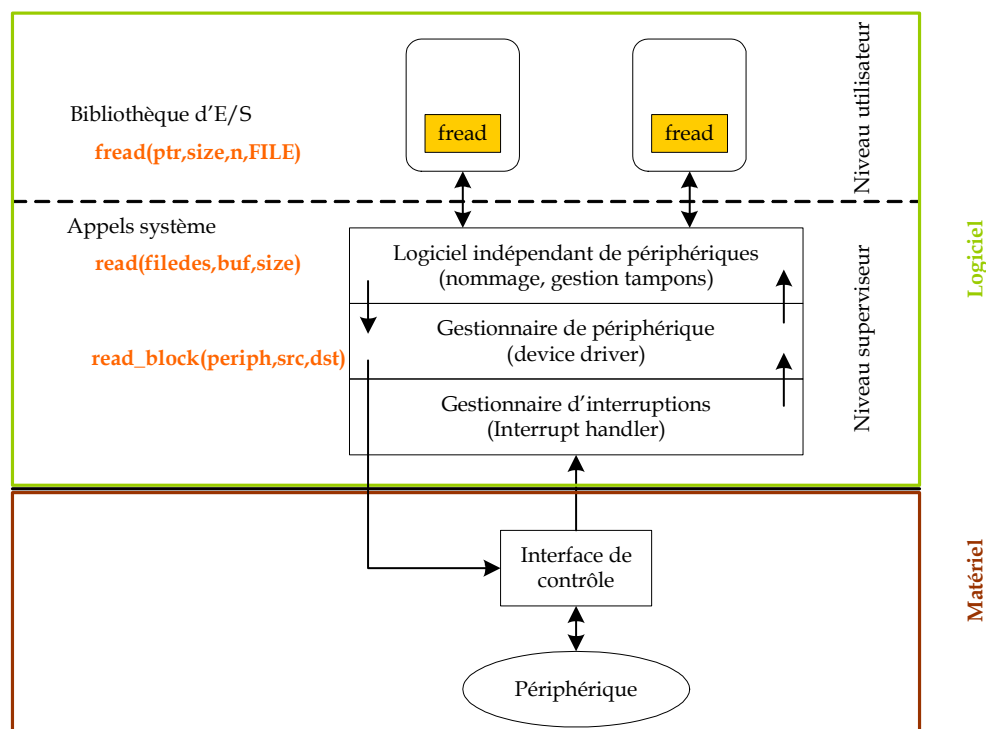 fread
fread
Bibliothèque d'E/S
fread(ptr,size,n,FILE)
Niveau utilisateur
Appels système
read(filedes,buf,size)
Logiciel indépendant de périphériques
(nommage, gestion tampons)
Gestionnaire de périphérique
(device driver)
read_block(periph,src,dst)
Gestionnaire d'interruptions
(Interrupt handler)
Niveau superviseur
Logiciel
Interface de
contrôle
Périphérique
Matériel